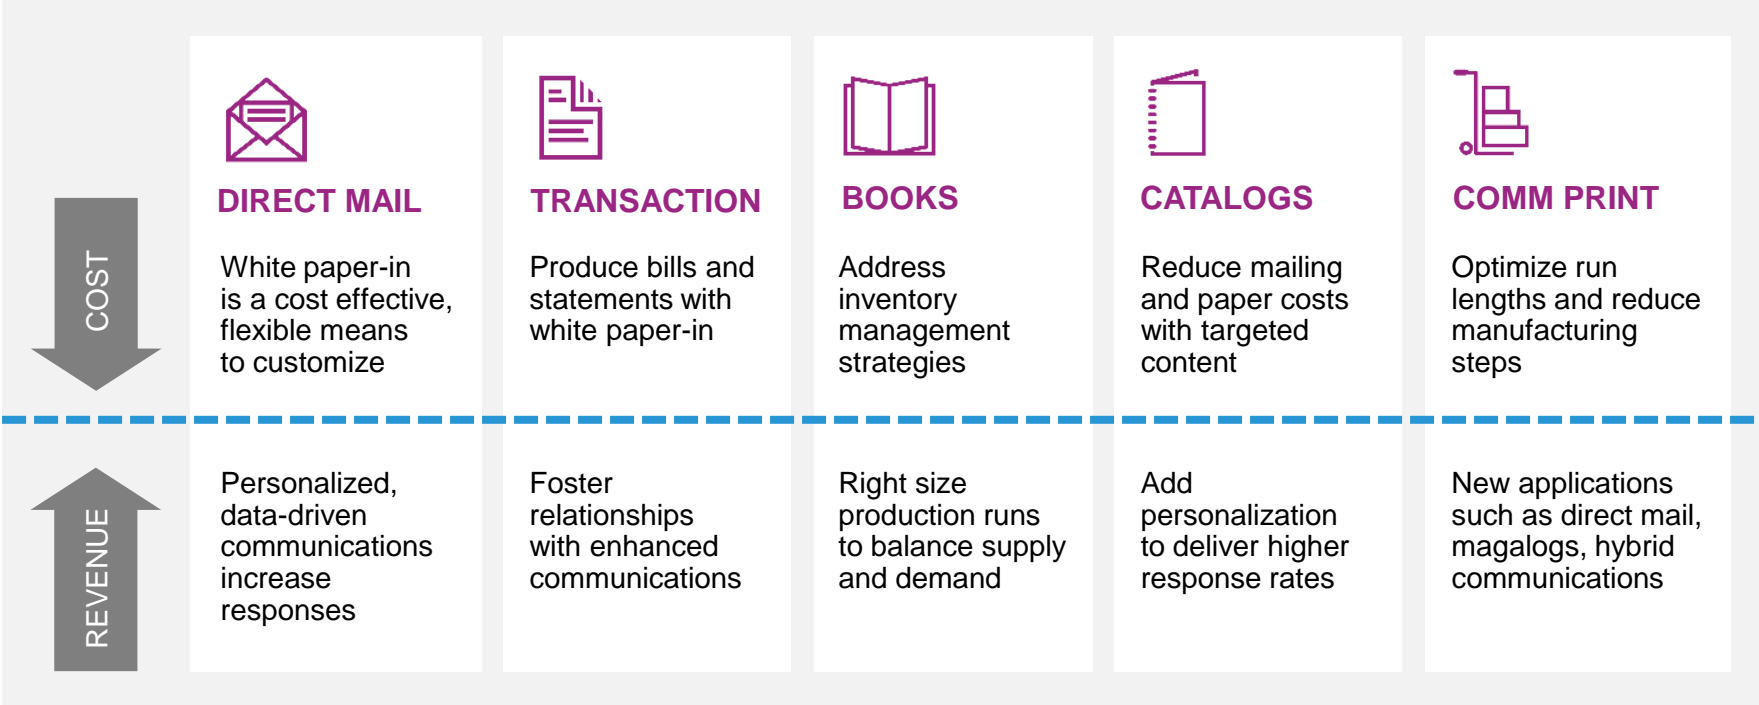 DIRECT MAIL
TRANSACTION
BOOKS
CATALOGS
COMM PRINT
COST
White paper-in
is a cost effective,
flexible means
to customize
Produce bills and
statements with
white paper-in
Address
inventory
management
strategies
Reduce mailing
and paper costs
with targeted
content
Optimize run
lengths and reduce
manufacturing
steps
REVENUE
Personalized,
data-driven
communications
increase
responses
Foster
relationships
with enhanced
communications
Right size
production runs
to balance supply
and demand
Add
personalization
to deliver higher
response rates
New applications
such as direct mail,
magalogs, hybrid
communications